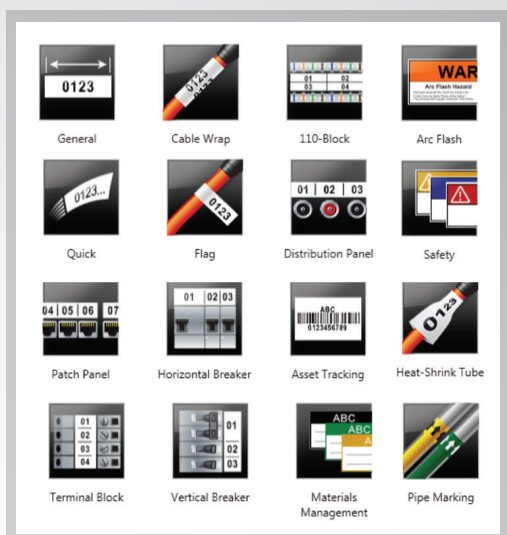 0123
0123
0123
01 02
03 04
WAR
Arc Flash Hazard
General
Cable Wrap
110-Block
Arc Flash
0123...
0123
01 02 03
Quick
Flag
Distribution Panel
Safety
04 05 06 07
01 02 03
ABC
0123456789
0123
Patch Panel
Horizontal Breaker
Asset Tracking
Heat-Shrink Tube
01
02
03
04
01
02
03
ABC
ABC
A
Terminal Block
Vertical Breaker
Materials
Management
Pipe Marking